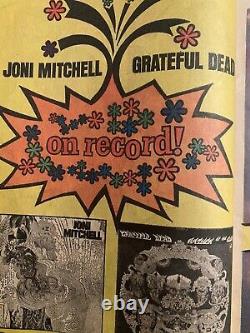 JONI MITCHELL GRATEFUL DEAD
on record!
JONI
MITCHELL